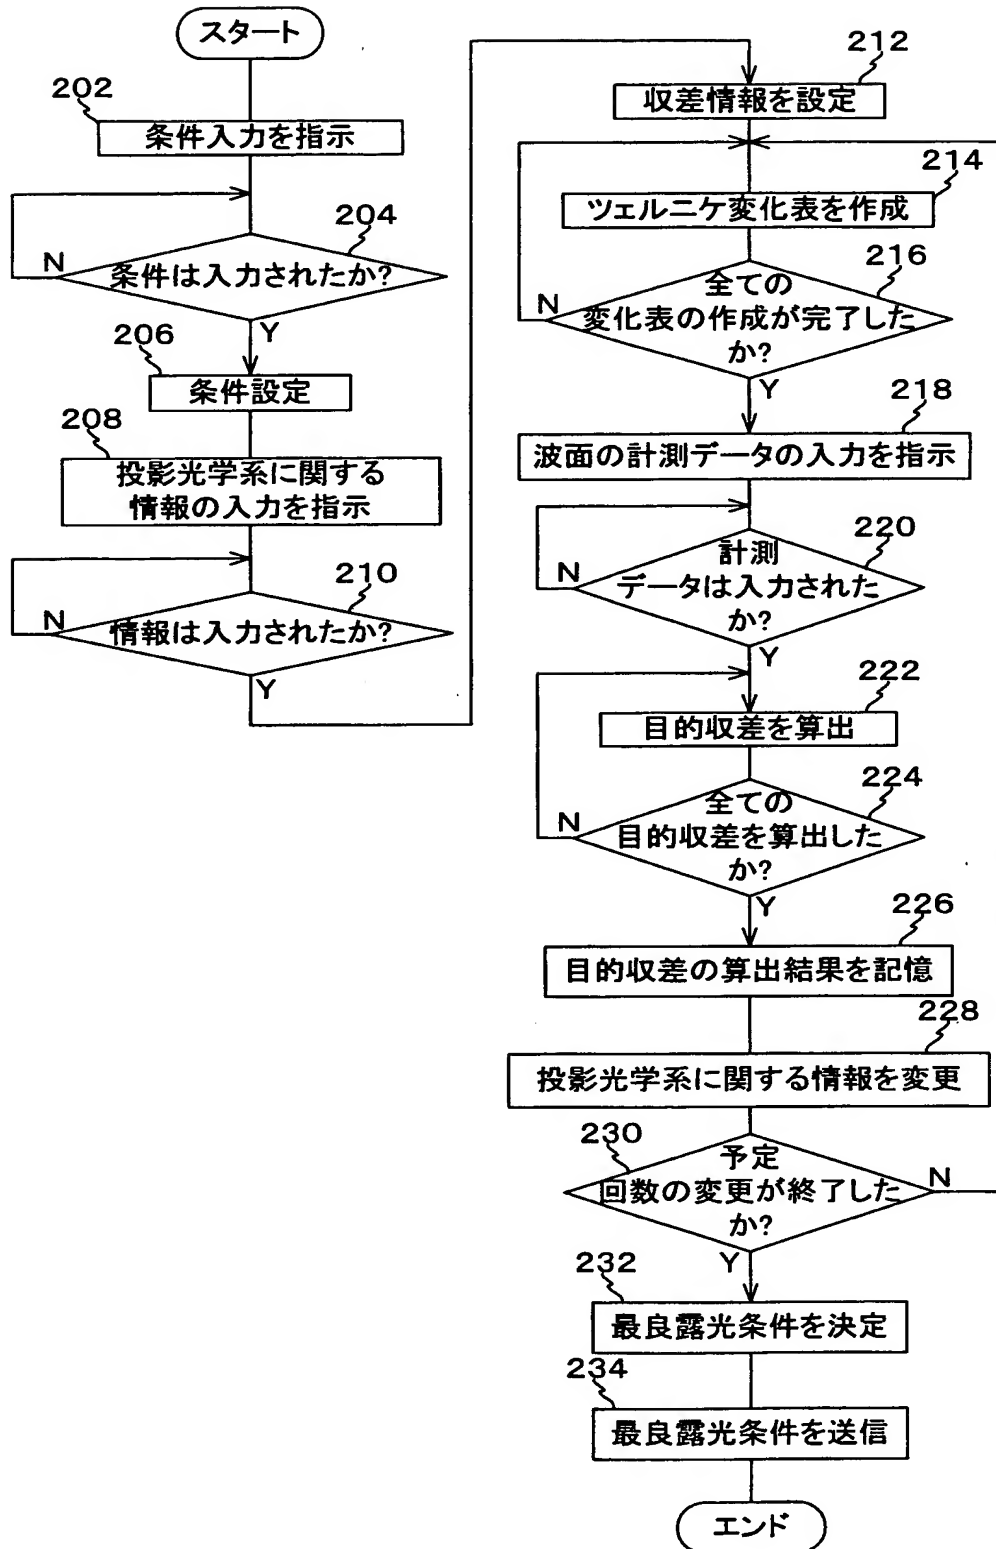 スタート
202
条件入力を指示
204
N
条件は入力されたか?
Y
206
条件設定
208
投影光学系に関する
情報の入力を指示
210
N
情報は入力されたか?
Y
212
収差情報を設定
214
ツェルニケ変化表を作成
216
N
全ての
変化表の作成が完了した
か?
Y
218
波面の計測データの入力を指示
220
計測
N
データは入力された
か?
Y
222
目的収差を算出
224
全ての
N
目的収差を算出した
か?
Y
226
目的収差の算出結果を記憶
228
投影光学系に関する情報を変更
230
予定
N
回数の変更が終了した
か?
Y
232
最良露光条件を決定
234
最良露光条件を送信
エンド